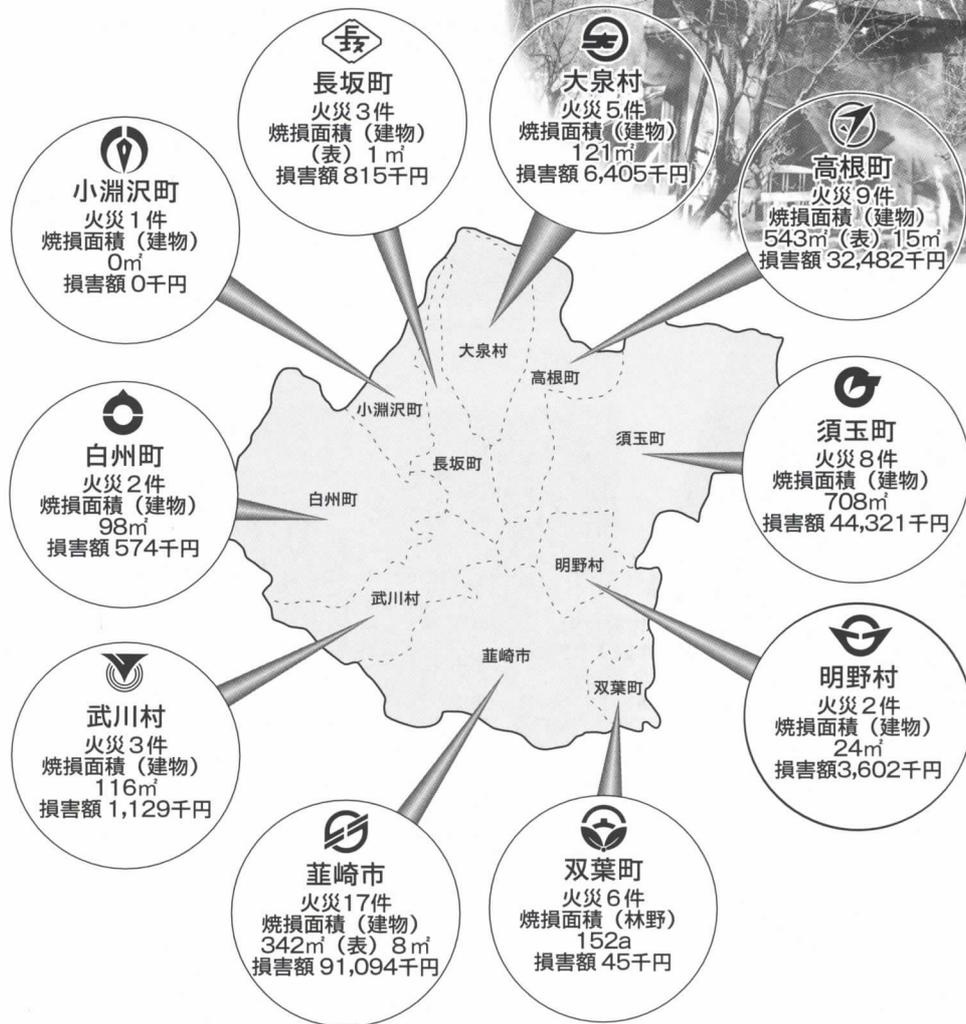 長坂町
火災3件
焼損面積（建物）
（表）1㎡
損害額 815千円
大泉村
火災5件
焼損面積（建物）
121㎡
損害額 6,405千円
小淵沢町
火災1件
焼損面積（建物）
0㎡
損害額 0千円
高根町
火災9件
焼損面積（建物）
543㎡（表）15㎡
損害額 32,482千円
白州町
火災2件
焼損面積（建物）
98㎡
損害額 574千円
須玉町
火災8件
焼損面積（建物）
708㎡
損害額 44,321千円
武川村
火災3件
焼損面積（建物）
116㎡
損害額 1,129千円
明野村
火災2件
焼損面積（建物）
24㎡
損害額3,602千円
韮崎市
火災17件
焼損面積（建物）
342㎡（表）8㎡
損害額 91,094千円
双葉町
火災6件
焼損面積（林野）
152a
損害額 45千円
大泉村
高根町
小淵沢町
須玉町
長坂町
白州町
明野村
武川村
韮崎市
双葉町